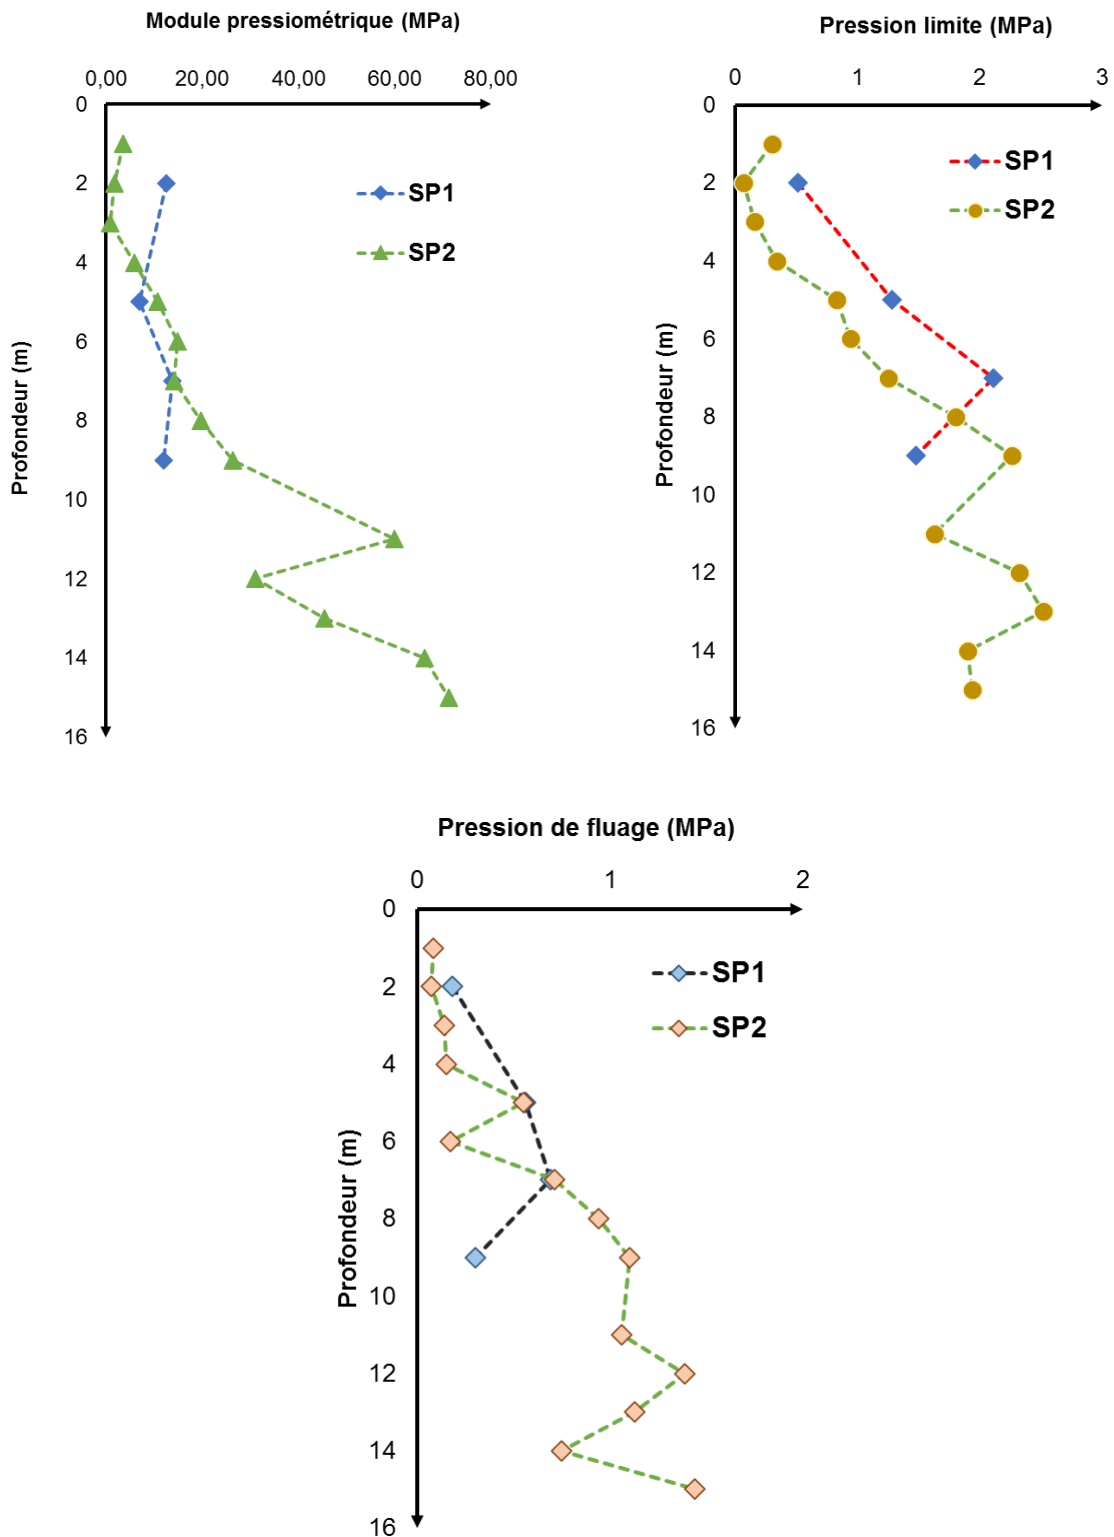 Module pressiométrique (MPa)
0,00 20,00 40,00 60,00 80,00
0
2
4
6
8
10
12
14
16
Profondeur (m)
SP1
SP2
Pression limite (MPa)
0 1 2 3
0
2
4
6
8
10
12
14
16
Profondeur (m)
SP1
SP2
Pression de fluage (MPa)
0 1 2
0
2
4
6
8
10
12
14
16
Profondeur (m)
SP1
SP2